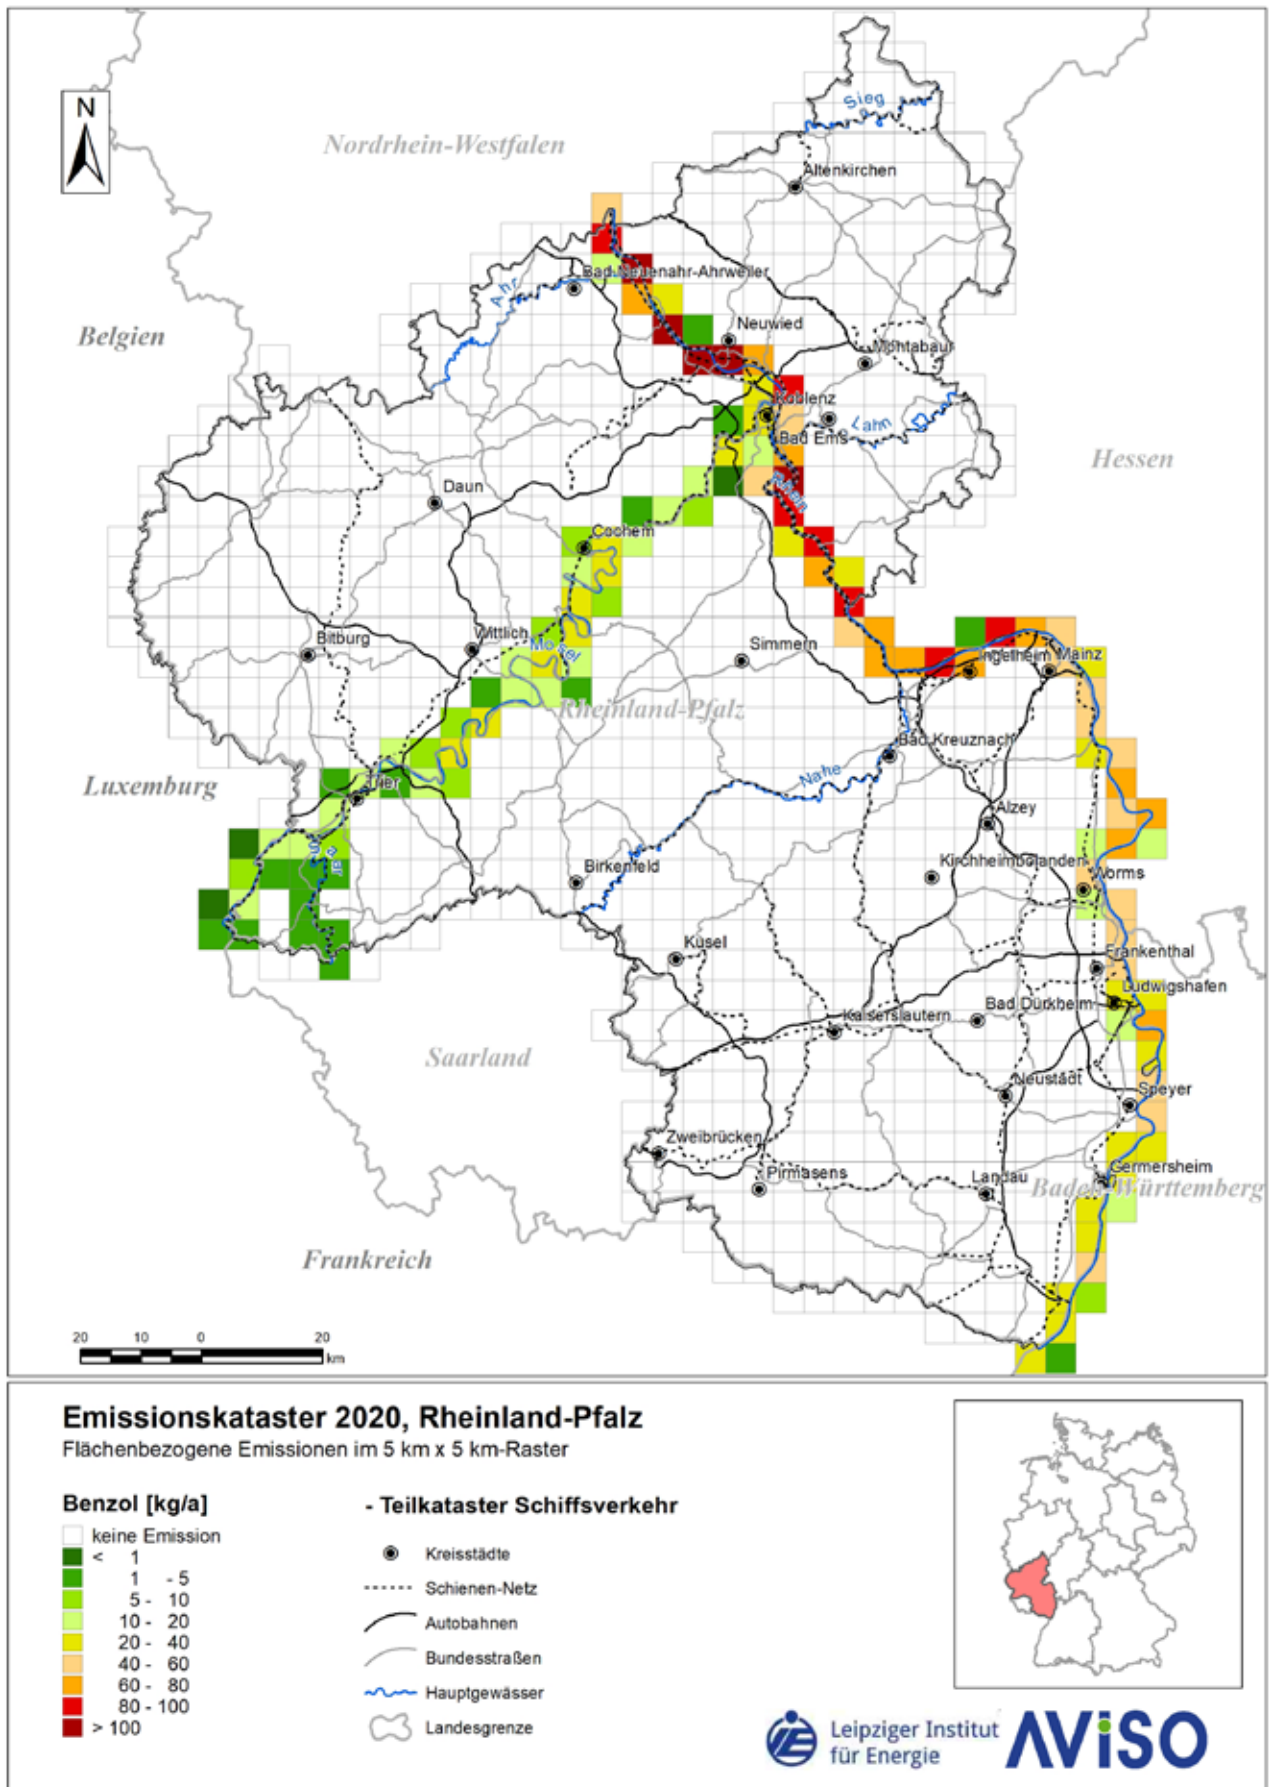 N
Nordrhein-Westfalen
Sieg
Altenkirchen
Bad Neuenahr-Ahrweiler
Ahr
Belgien
Neuwied
Montabaur
Koblenz
Lahn
Bad Ems
Hessen
Rhein
Daun
Cochem
Bitburg
Wittlich
Mosel
Simmern
Ingelheim
Mainz
Rheinland-Pfalz
Bad Kreuznach
Luxemburg
Trier
Nahe
Alzey
Saar
Birkenfeld
Kirchheimbolanden
Worms
Kusel
Frankenthal
Ludwigshafen
Bad Dürkheim
Kaiserslautern
Saarland
Neustadt
Speyer
Zweibrücken
Pirmasens
Landau
Germersheim
Baden-Württemberg
Frankreich
20 10 0 20
km
Emissionskataster 2020, Rheinland-Pfalz
Flächenbezogene Emissionen im 5 km x 5 km-Raster
Benzol [kg/a]
keine Emission
< 1
1 - 5
5 - 10
10 - 20
20 - 40
40 - 60
60 - 80
80 - 100
> 100
- Teilkataster Schiffsverkehr
Kreisstädte
Schienen-Netz
Autobahnen
Bundesstraßen
Hauptgewässer
Landesgrenze
Leipziger Institut
für Energie
AViSO